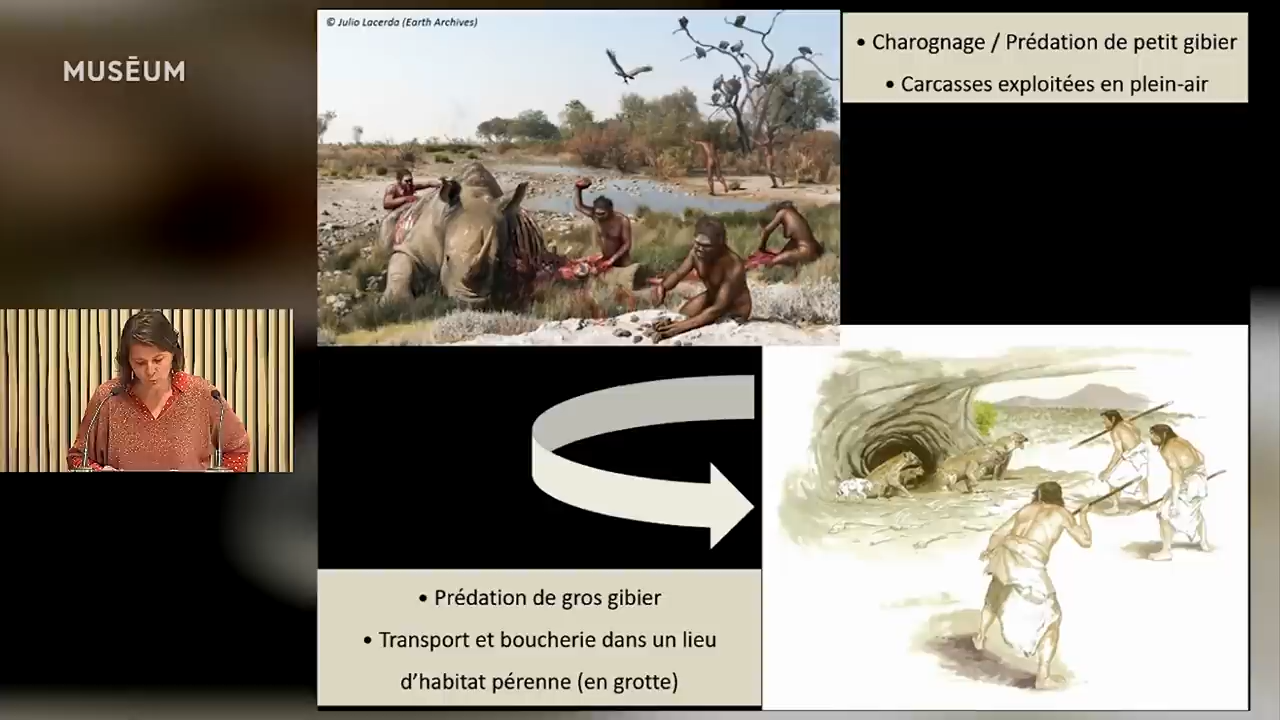 MUSĒUM
© Julio Lacerda (Earth Archives)
• Charognage / Prédation de petit gibier
• Carcasses exploitées en plein-air
• Prédation de gros gibier
• Transport et boucherie dans un lieu
d’habitat pérenne (en grotte)